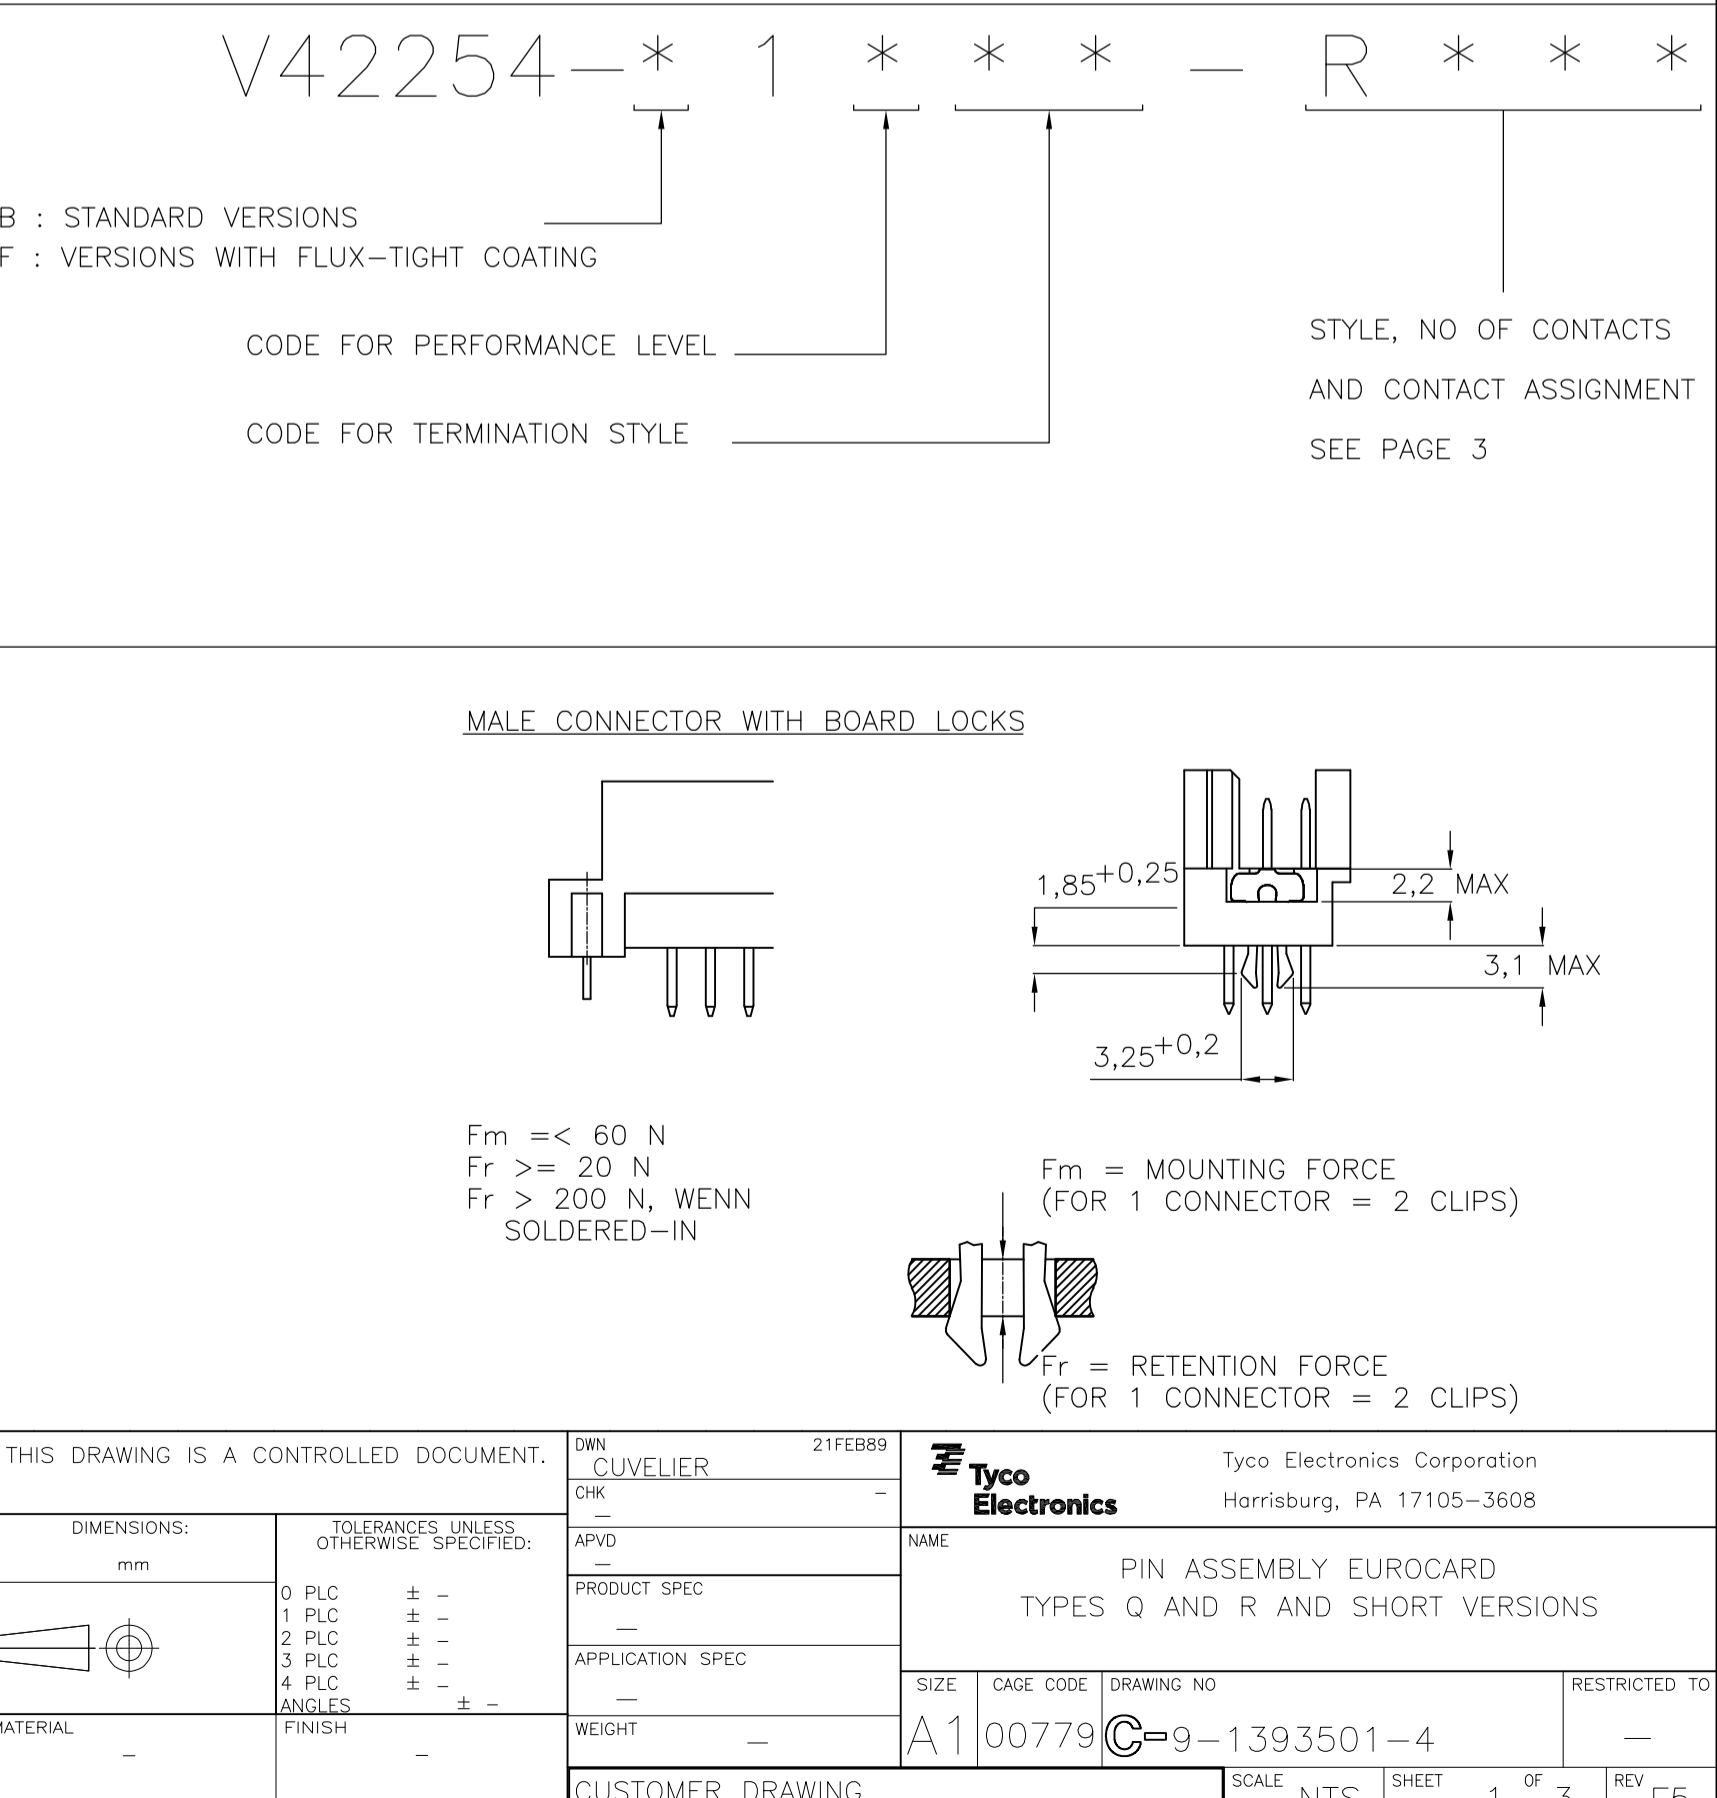 V42254-* 1 * * * - R * * *
B : STANDARD VERSIONS
F : VERSIONS WITH FLUX-TIGHT COATING
CODE FOR PERFORMANCE LEVEL
CODE FOR TERMINATION STYLE
STYLE, NO OF CONTACTS
AND CONTACT ASSIGNMENT
SEE PAGE 3
MALE CONNECTOR WITH BOARD LOCKS
1,85+0,25
2,2 MAX
3,1 MAX
3,25+0,2
Fm =< 60 N
Fr >= 20 N
Fr > 200 N, WENN
SOLDERED-IN
Fm = MOUNTING FORCE
(FOR 1 CONNECTOR = 2 CLIPS)
Fr = RETENTION FORCE
(FOR 1 CONNECTOR = 2 CLIPS)
THIS DRAWING IS A CONTROLLED DOCUMENT.
DIMENSIONS:
mm
TOLERANCES UNLESS
OTHERWISE SPECIFIED:
0 PLC ± -
1 PLC ± -
2 PLC ± -
3 PLC ± -
4 PLC ± -
ANGLES ± -
MATERIAL
-
FINISH
-
DWN 21FEB89
CUVELIER
CHK -
-
APVD
-
PRODUCT SPEC
-
APPLICATION SPEC
-
WEIGHT -
CUSTOMER DRAWING
Tyco
Electronics
Tyco Electronics Corporation
Harrisburg, PA 17105-3608
NAME
PIN ASSEMBLY EUROCARD
TYPES Q AND R AND SHORT VERSIONS
SIZE
A1
CAGE CODE
00779
DRAWING NO
C-9-1393501-4
RESTRICTED TO
-
SCALE NTS
SHEET 1 OF 3
REV